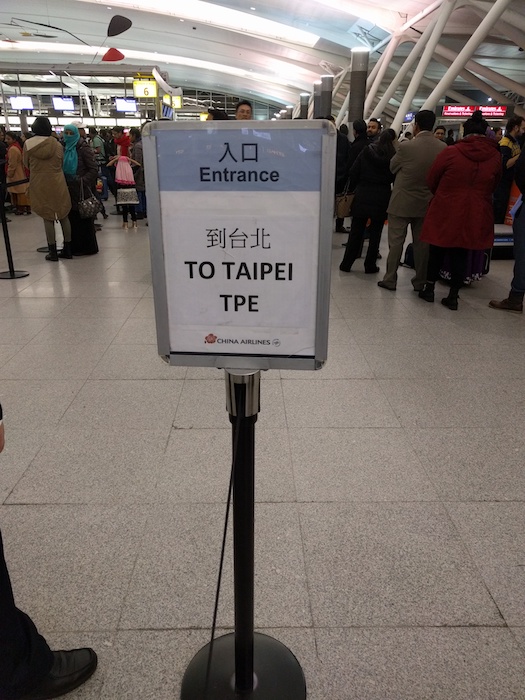 6
入口
Entrance
到台北
TO TAIPEI
TPE
CHINA AIRLINES